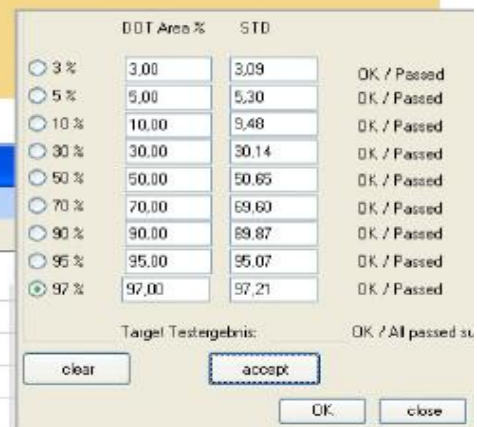 DOT Area % STD
3 % 3,00 3,09 OK / Passed
5 % 5,00 5,30 OK / Passed
10 % 10,00 9,48 OK / Passed
30 % 30,00 30,14 OK / Passed
50 % 50,00 50,65 OK / Passed
70 % 70,00 69,60 OK / Passed
90 % 90,00 89,87 OK / Passed
95 % 95,00 95,07 OK / Passed
97 % 97,00 97,21 OK / Passed
Target Testergebnis: OK / All passed su
clear accept
OK close